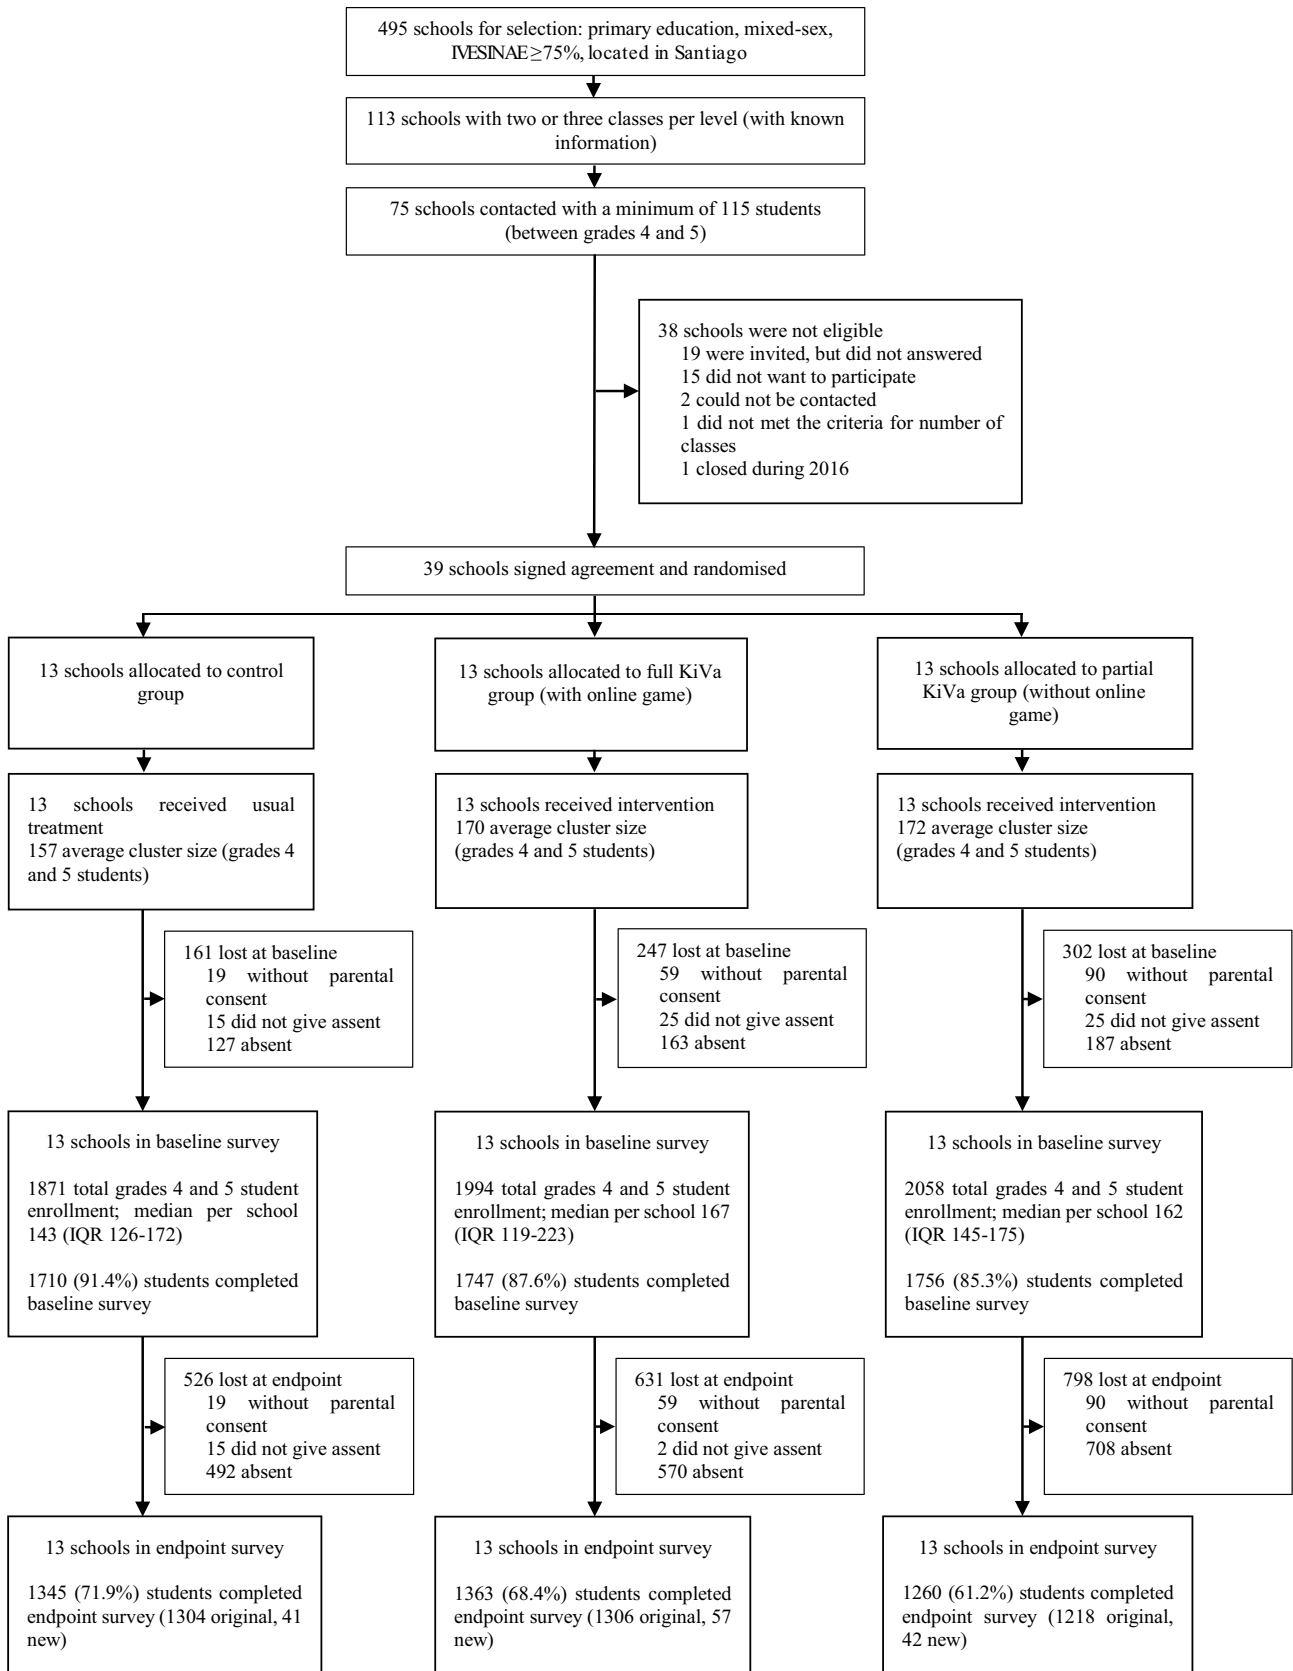 495 schools for selection: primary education, mixed-sex,
IVESINAE≥75%, located in Santiago
113 schools with two or three classes per level (with known
information)
75 schools contacted with a minimum of 115 students
(between grades 4 and 5)
38 schools were not eligible
19 were invited, but did not answered
15 did not want to participate
2 could not be contacted
1 did not met the criteria for number of
classes
1 closed during 2016
39 schools signed agreement and randomised
13 schools allocated to control
group
13 schools allocated to full KiVa
group (with online game)
13 schools allocated to partial
KiVa group (without online
game)
13 schools received usual
treatment
157 average cluster size (grades 4
and 5 students)
13 schools received intervention
170 average cluster size
(grades 4 and 5 students)
13 schools received intervention
172 average cluster size
(grades 4 and 5 students)
161 lost at baseline
19 without parental
consent
15 did not give assent
127 absent
247 lost at baseline
59 without parental
consent
25 did not give assent
163 absent
302 lost at baseline
90 without parental
consent
25 did not give assent
187 absent
13 schools in baseline survey
1871 total grades 4 and 5 student
enrollment; median per school
143 (IQR 126-172)
1710 (91.4%) students completed
baseline survey
13 schools in baseline survey
1994 total grades 4 and 5 student
enrollment; median per school 167
(IQR 119-223)
1747 (87.6%) students completed
baseline survey
13 schools in baseline survey
2058 total grades 4 and 5 student
enrollment; median per school 162
(IQR 145-175)
1756 (85.3%) students completed
baseline survey
526 lost at endpoint
19 without parental
consent
15 did not give assent
492 absent
631 lost at endpoint
59 without parental
consent
2 did not give assent
570 absent
798 lost at endpoint
90 without parental
consent
708 absent
13 schools in endpoint survey
1345 (71.9%) students completed
endpoint survey (1304 original, 41
new)
13 schools in endpoint survey
1363 (68.4%) students completed
endpoint survey (1306 original, 57
new)
13 schools in endpoint survey
1260 (61.2%) students completed
endpoint survey (1218 original,
42 new)